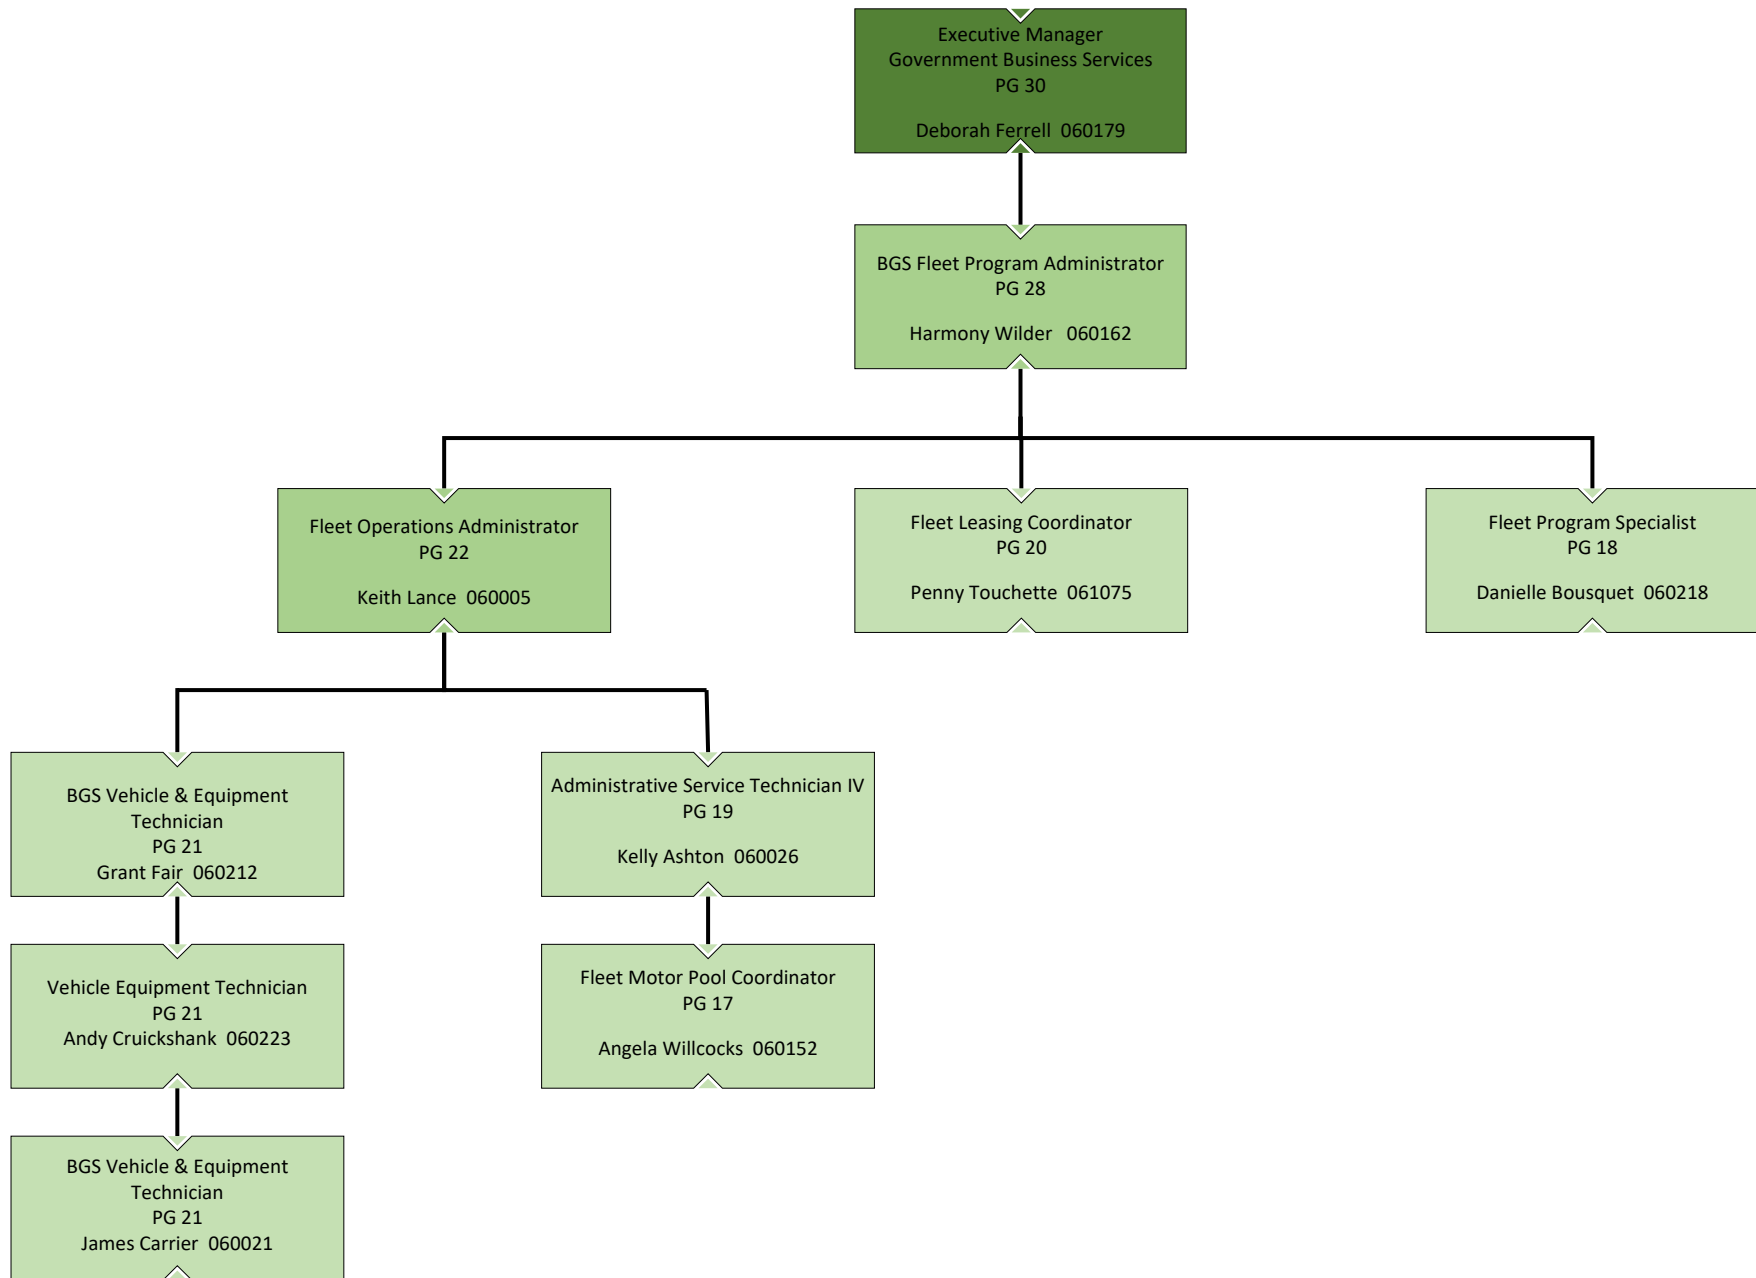 Executive Manager
Government Business Services
PG 30
Deborah Ferrell  060179
BGS Fleet Program Administrator
PG 28
Harmony Wilder   060162
Fleet Operations Administrator
PG 22
Keith Lance  060005
Fleet Leasing Coordinator
PG 20
Penny Touchette  061075
Fleet Program Specialist
PG 18
Danielle Bousquet  060218
BGS Vehicle & Equipment
Technician
PG 21
Grant Fair  060212
Administrative Service Technician IV
PG 19
Kelly Ashton  060026
Vehicle Equipment Technician
PG 21
Andy Cruickshank  060223
Fleet Motor Pool Coordinator
PG 17
Angela Willcocks  060152
BGS Vehicle & Equipment
Technician
PG 21
James Carrier  060021